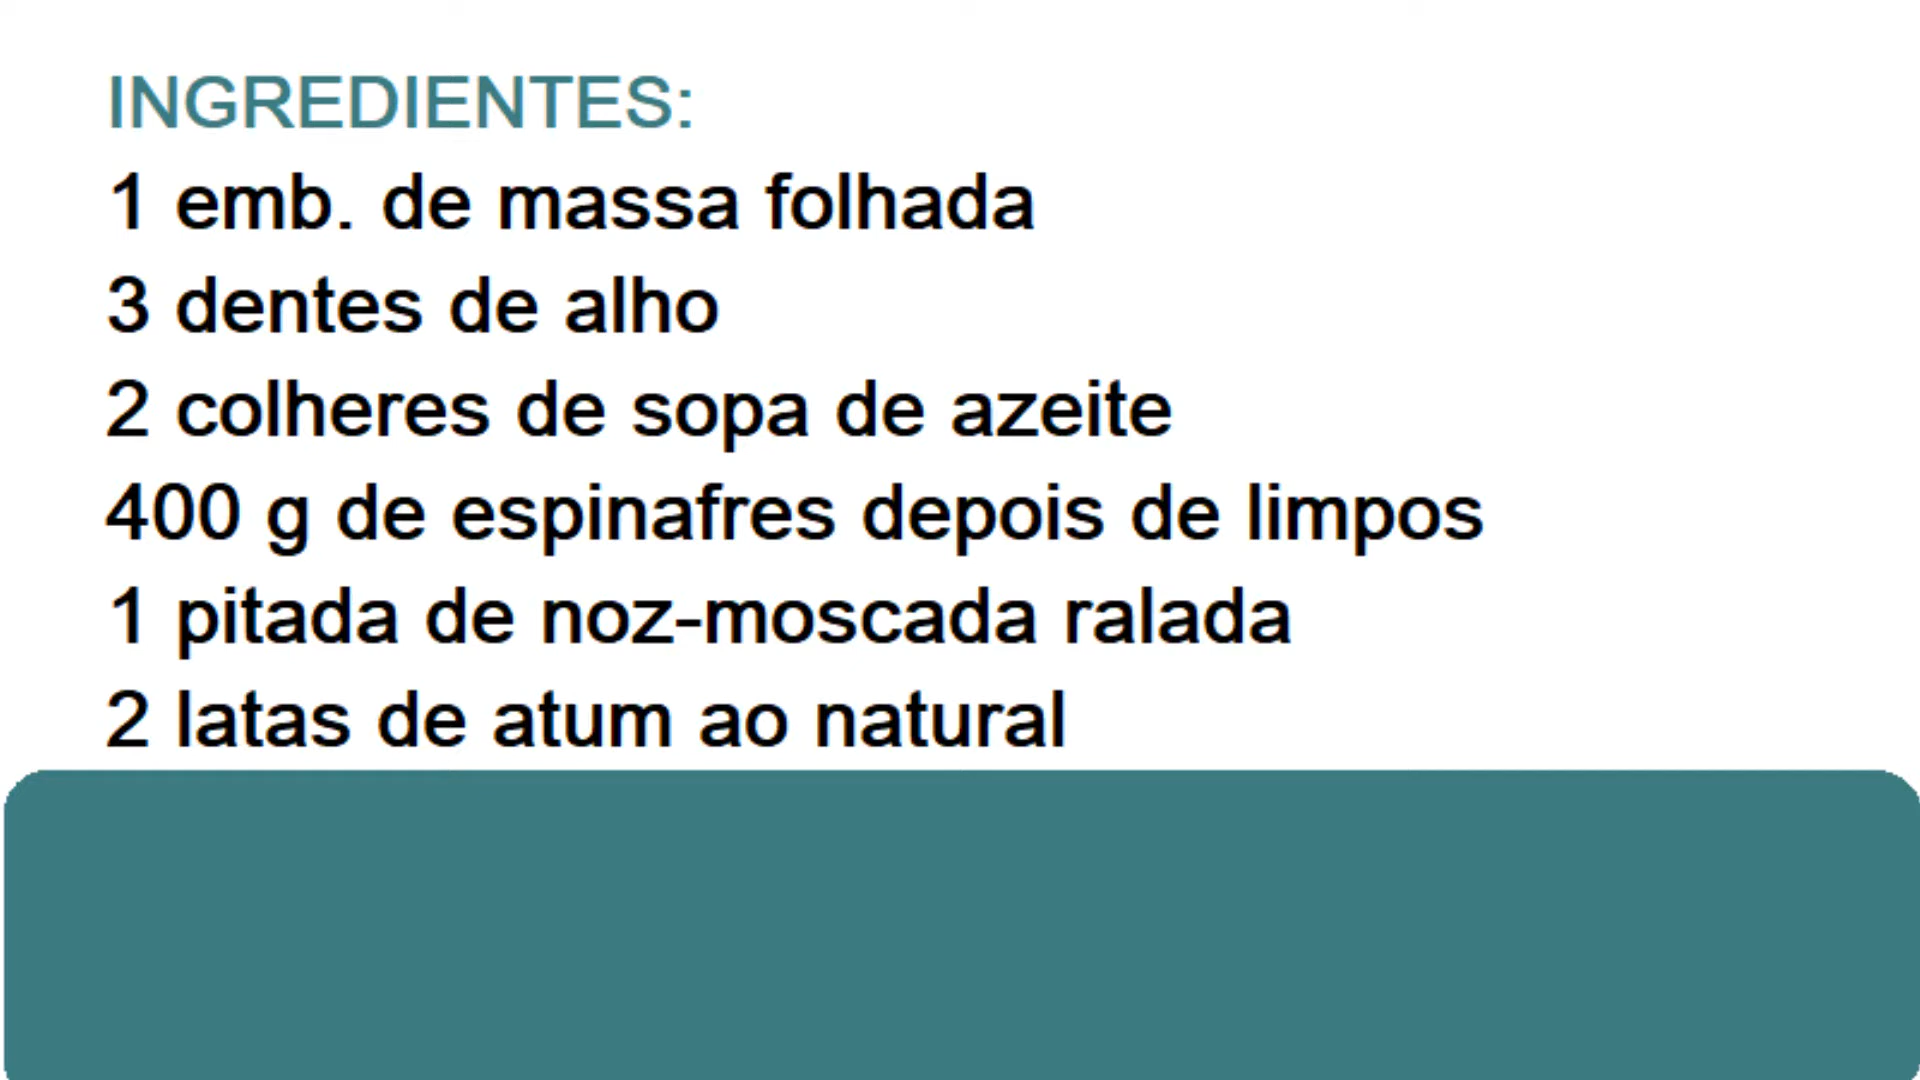 INGREDIENTES:
1 emb. de massa folhada
3 dentes de alho
2 colheres de sopa de azeite
400 g de espinafres depois de limpos
1 pitada de noz-moscada ralada
2 latas de atum ao natural